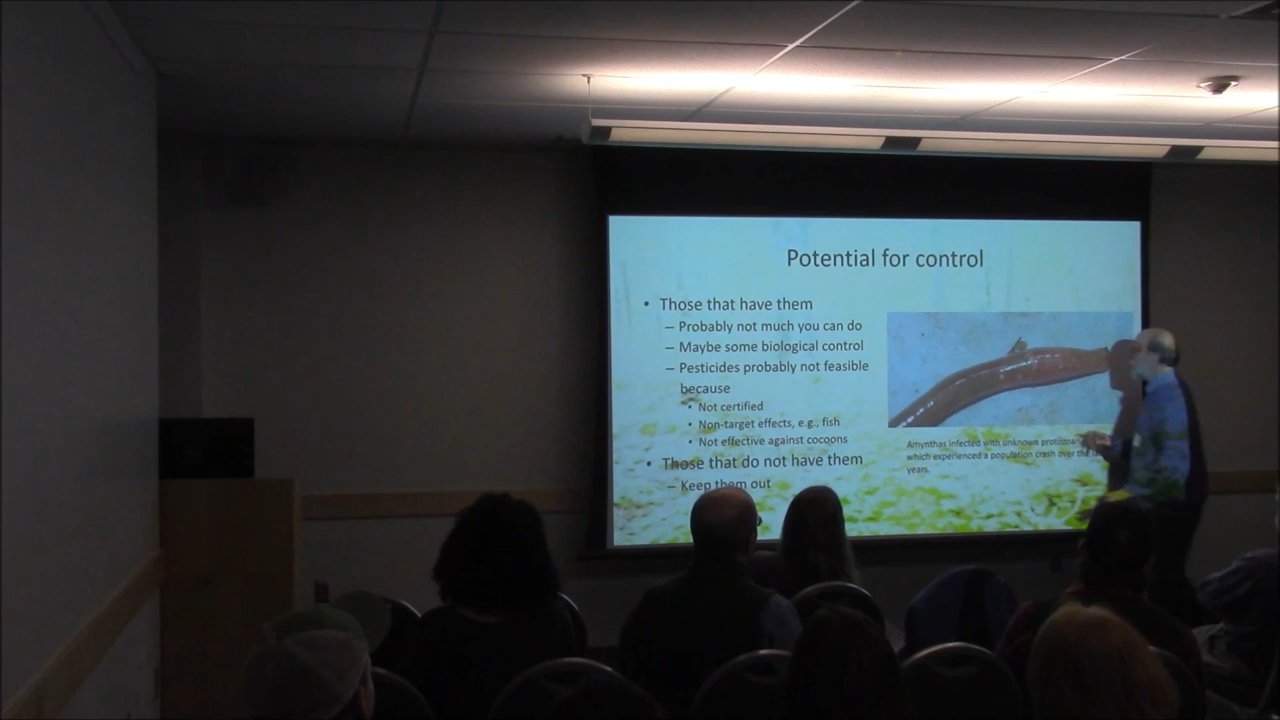 Potential for control
• Those that have them
– Probably not much you can do
– Maybe some biological control
– Pesticides probably not feasible
because
• Not certified
• Non-target effects, e.g., fish
• Not effective against cocoons
• Those that do not have them
– Keep them out
Amynthas infected with unknown protozoan
which experienced a population crash over the
years.